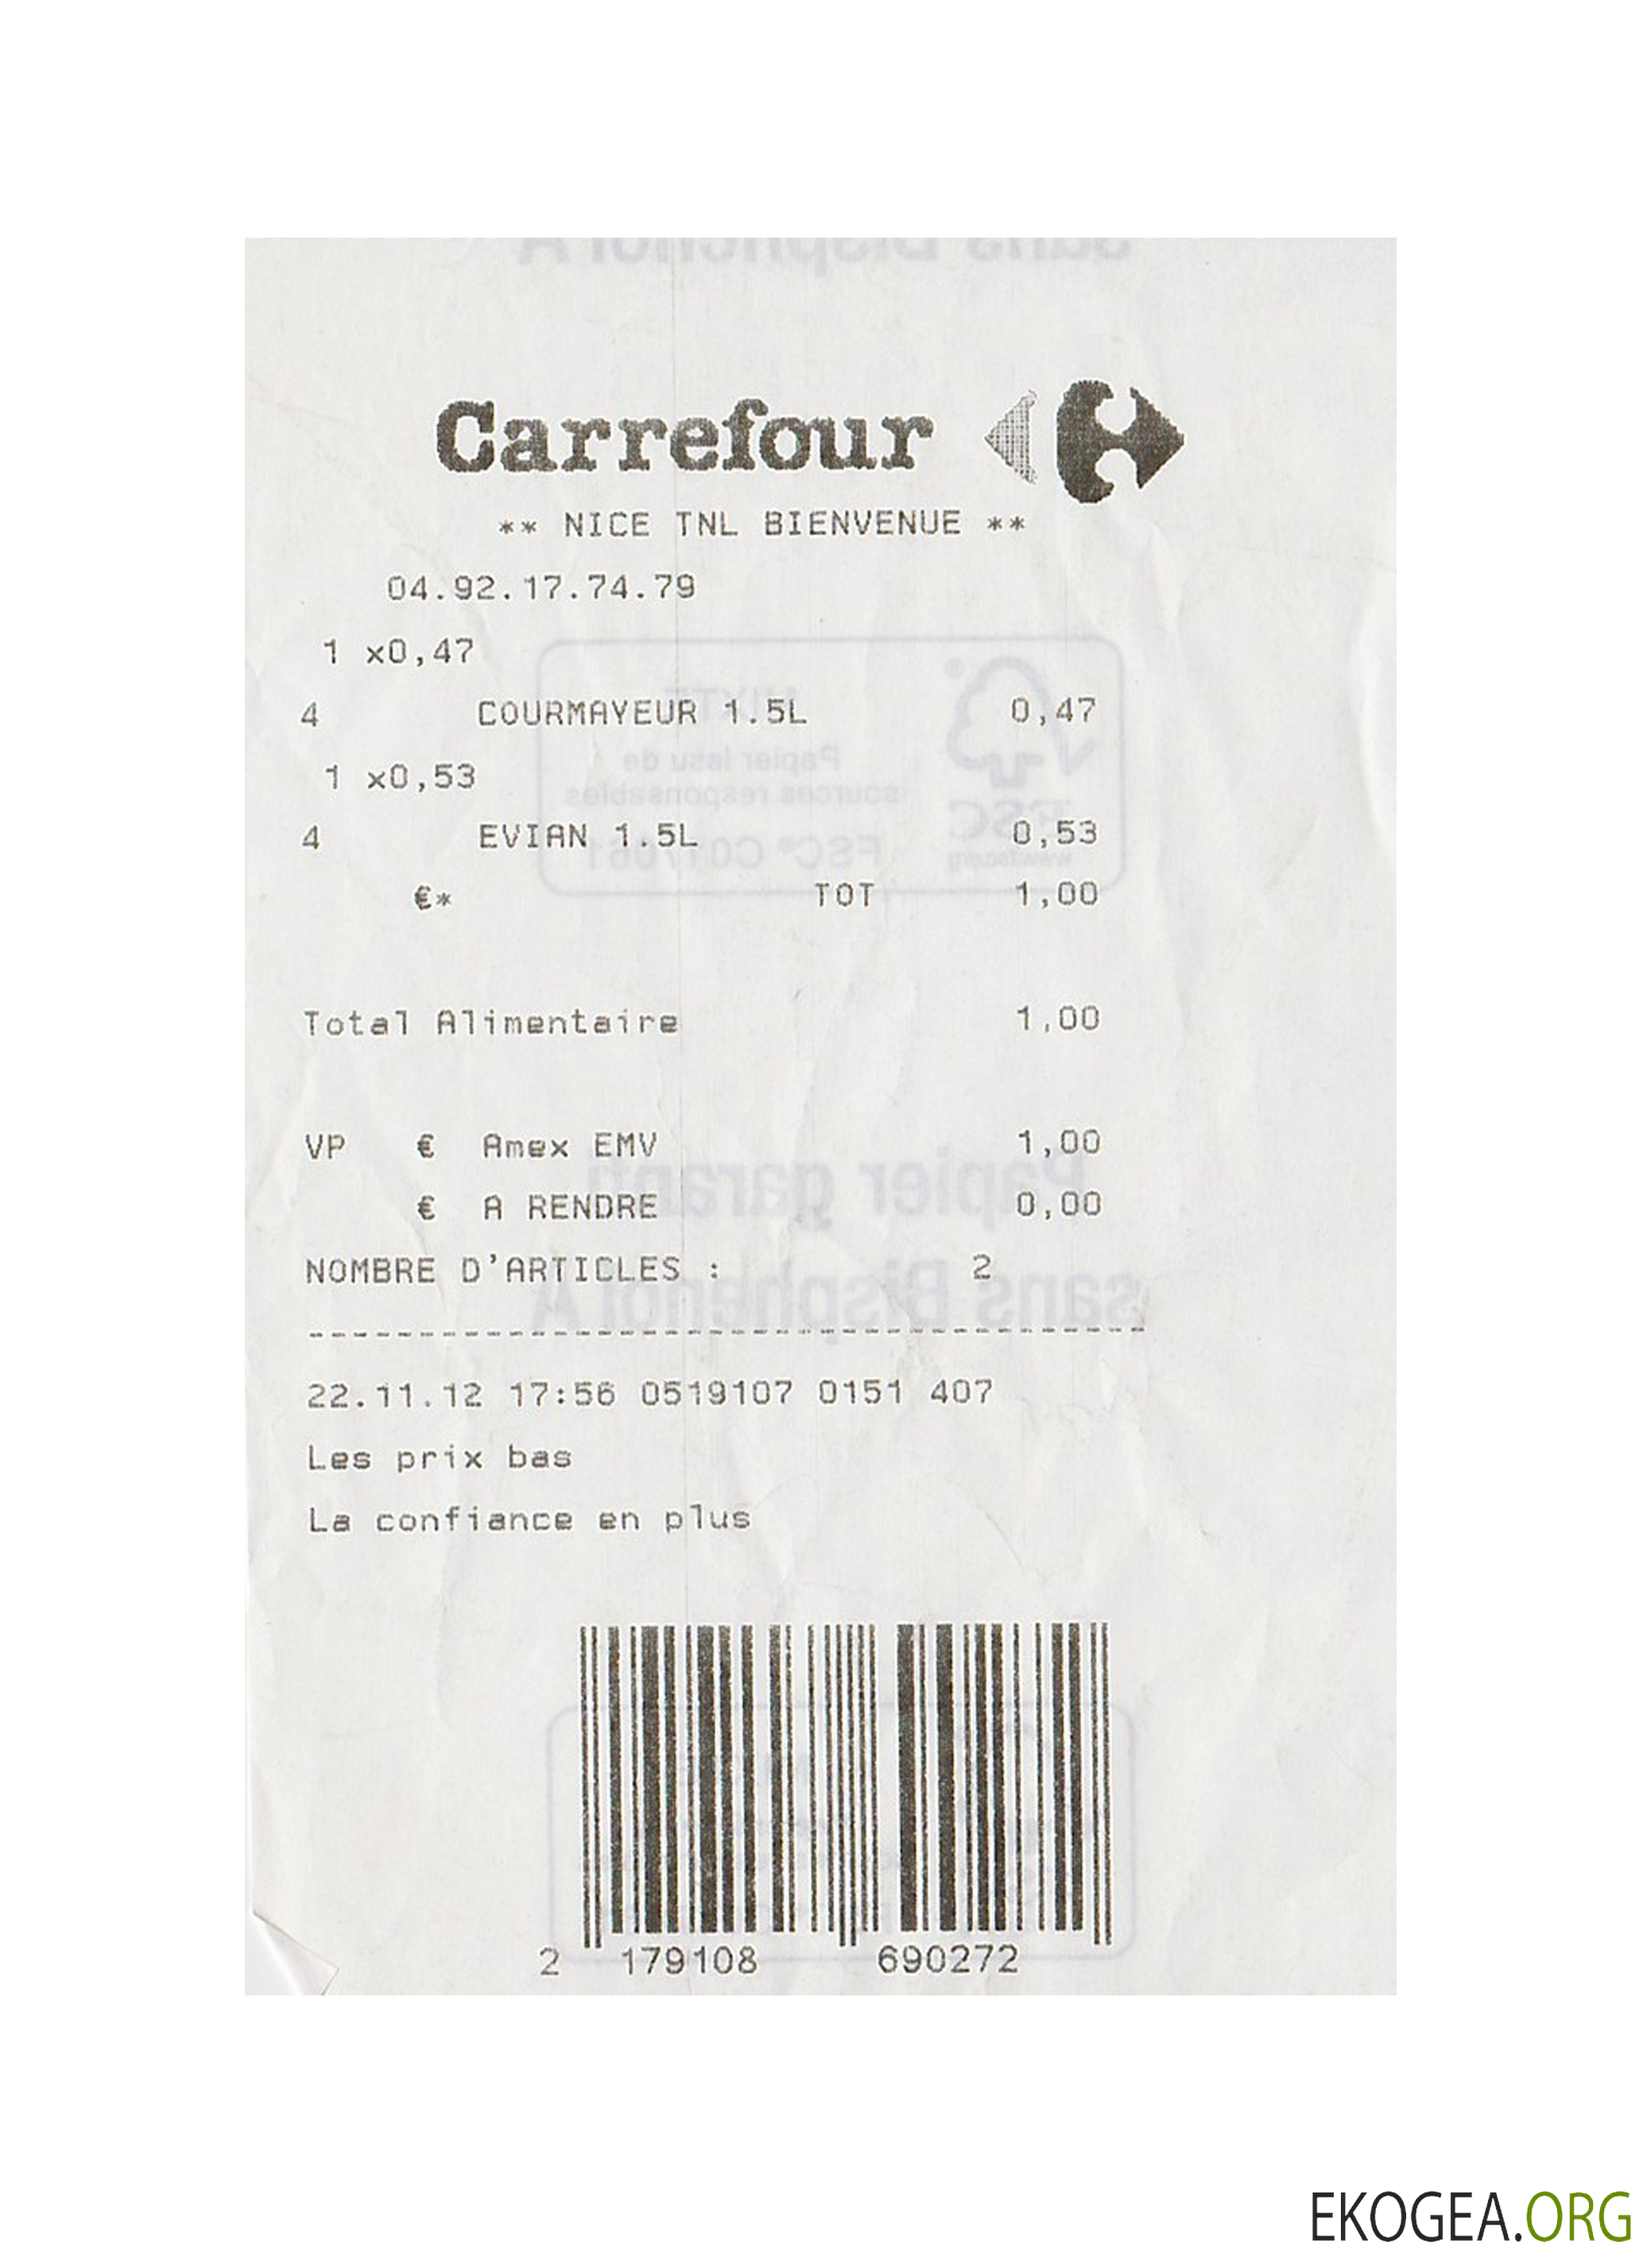 Carrefour
** NICE TNL BIENVENUE **
04.92.17.74.79
1 x0,47
4 COURMAYEUR 1.5L 0,47
1 x0,53
4 EVIAN 1.5L 0,53
€* TOT 1,00
Total Alimentaire 1,00
VP € Amex EMV 1,00
€ A RENDRE 0,00
NOMBRE D'ARTICLES : 2
--------------------------------------
22.11.12 17:56 0519107 0151 407
Les prix bas
La confiance en plus
2 179108 690272
EKOGEA.ORG